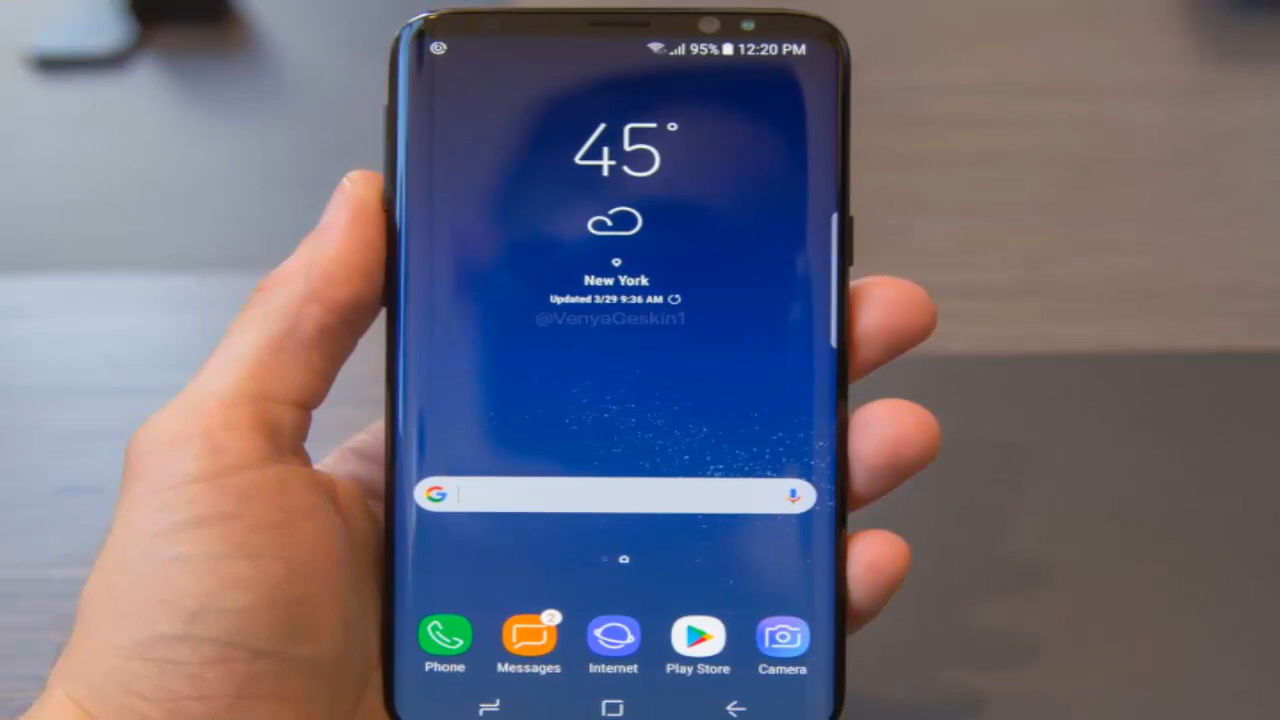 95% 12:20 PM
45°
New York
Updated 3/29 9:36 AM
@VenyaGeskin1
2
Phone Messages Internet Play Store Camera